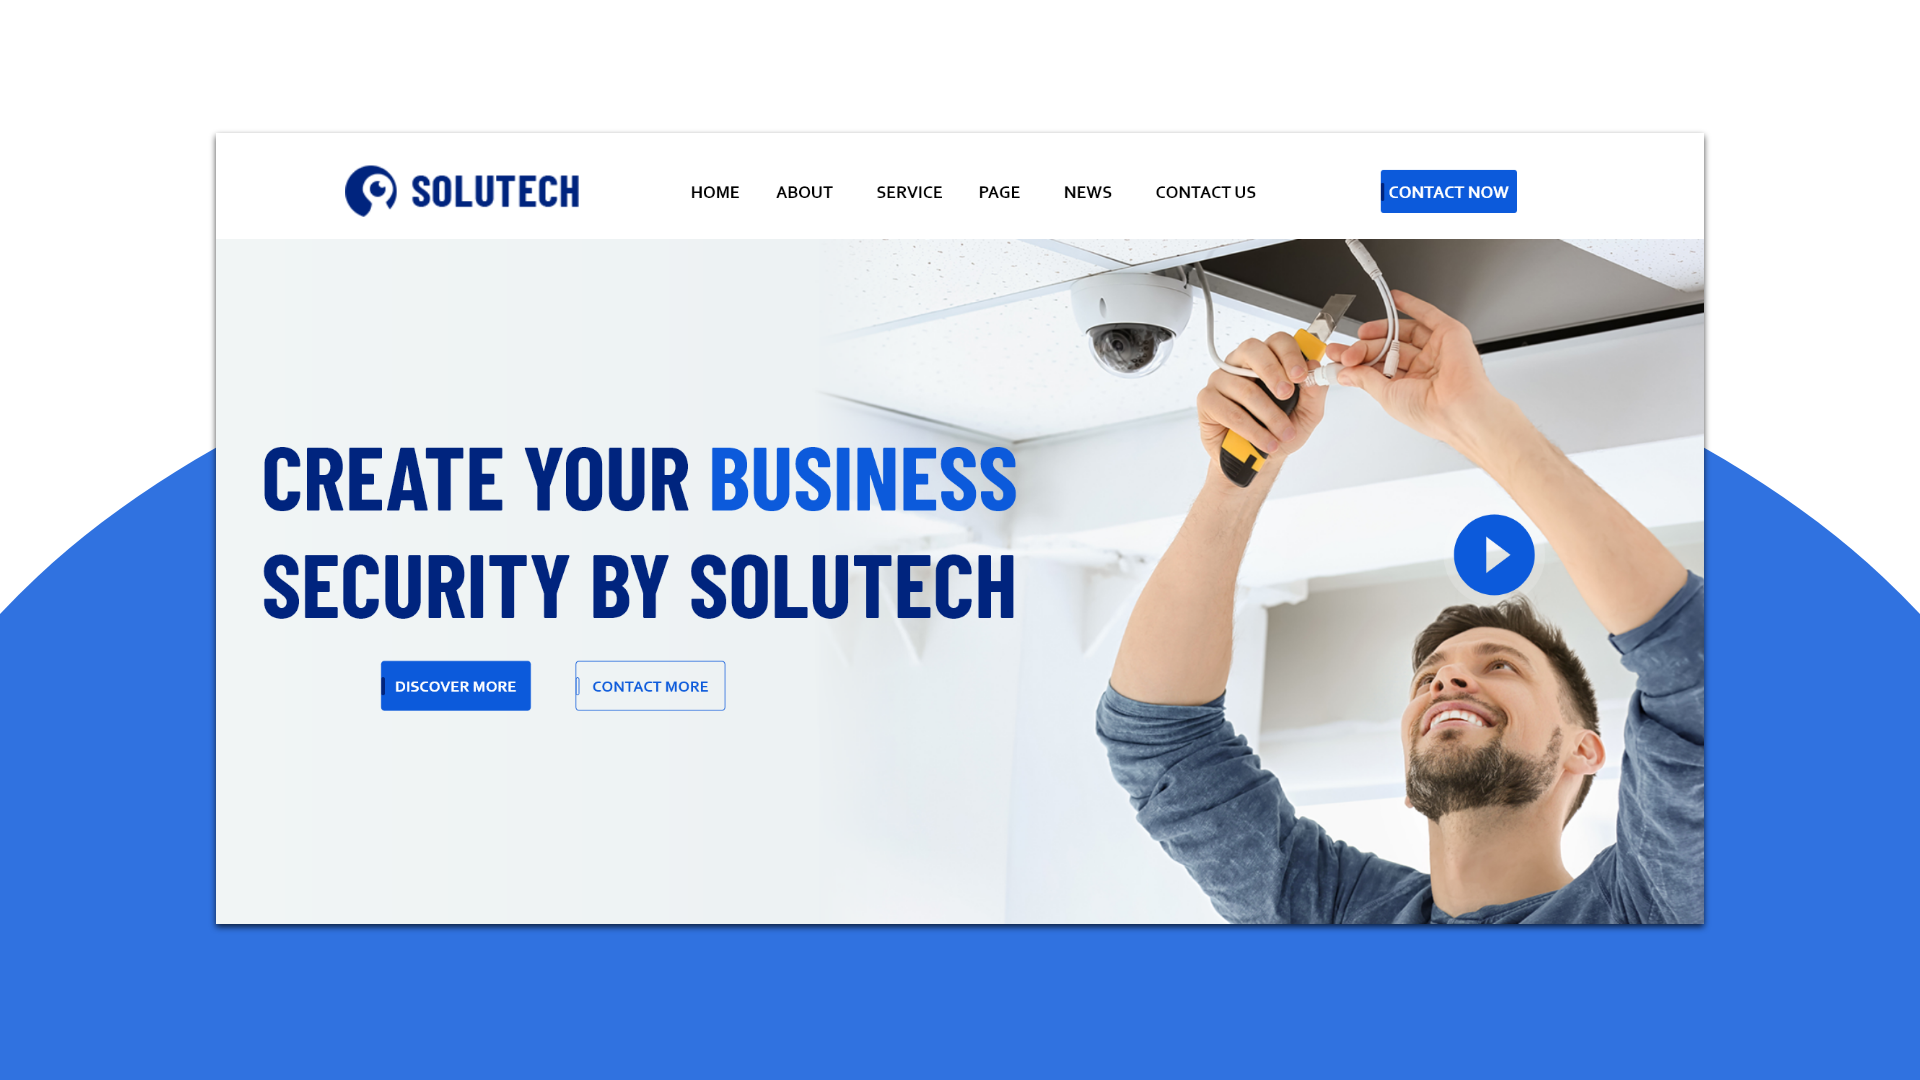 SOLUTECH
HOME ABOUT SERVICE PAGE NEWS CONTACT US
CONTACT NOW
CREATE YOUR BUSINESS
SECURITY BY SOLUTECH
DISCOVER MORE
CONTACT MORE